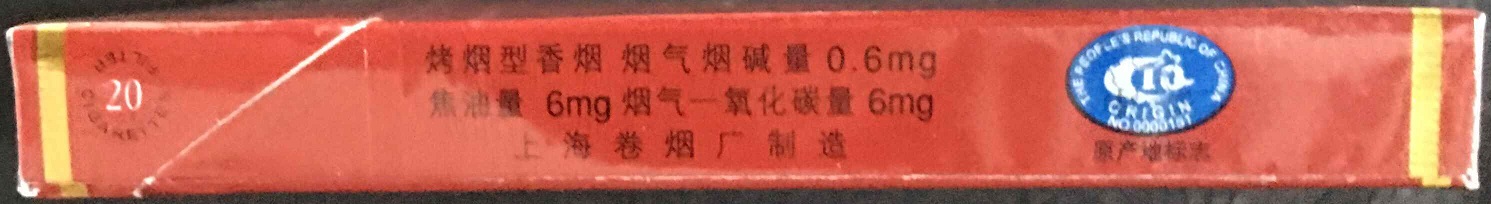 FILTER
20
CIGARETTES
烤烟型香烟 烟气烟碱量 0.6mg
焦油量 6mg 烟气一氧化碳量 6mg
上海卷烟厂制造
THE PEOPLE'S REPUBLIC OF CHINA
ORIGIN
NO.0000191
原产地标志